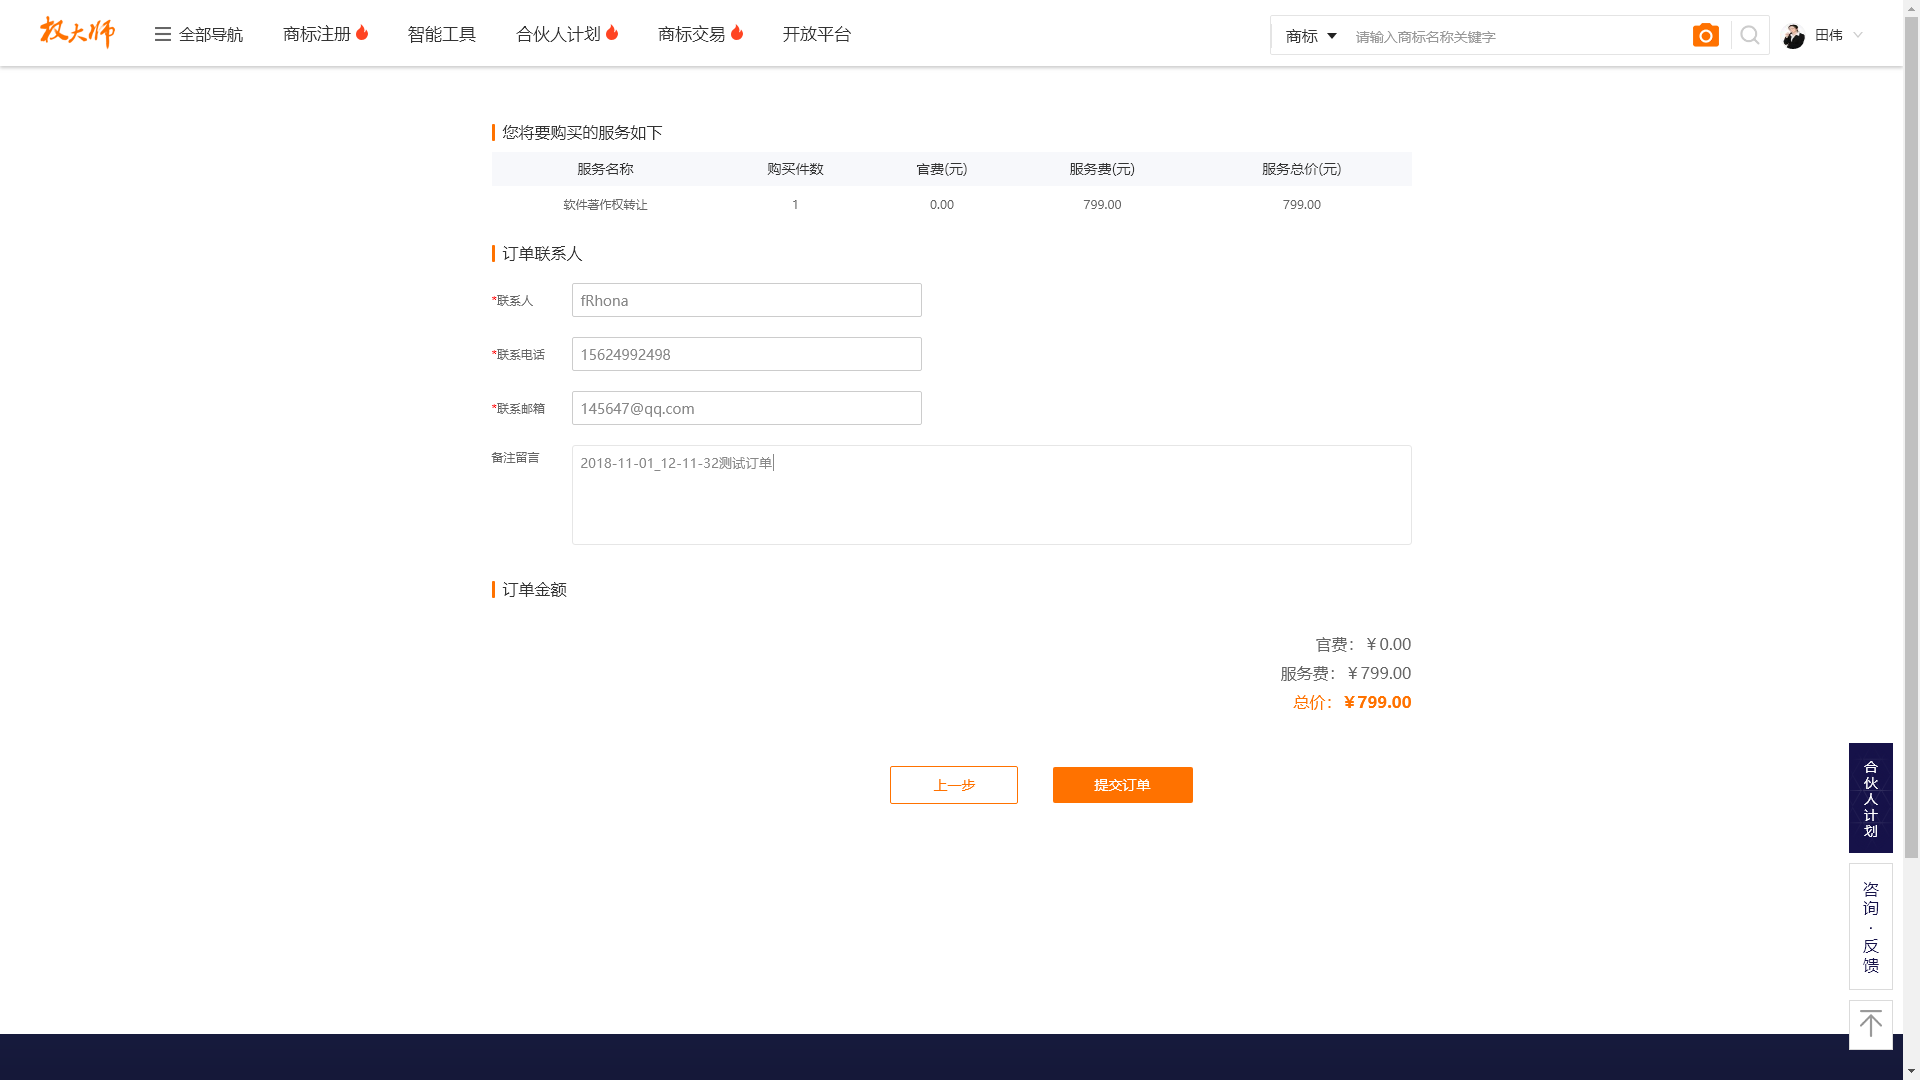 权大师
全部导航
商标注册
智能工具
合伙人计划
商标交易
开放平台
商标
请输入商标名称关键字
田伟
您将要购买的服务如下
服务名称 购买件数 官费(元) 服务费(元) 服务总价(元)
软件著作权转让 1 0.00 799.00 799.00
订单联系人
*联系人 fRhona
*联系电话 15624992498
*联系邮箱 145647@qq.com
备注留言 2018-11-01_12-11-32测试订单
订单金额
官费：￥0.00
服务费：￥799.00
总价：￥799.00
上一步 提交订单
合伙人计划
咨询·反馈